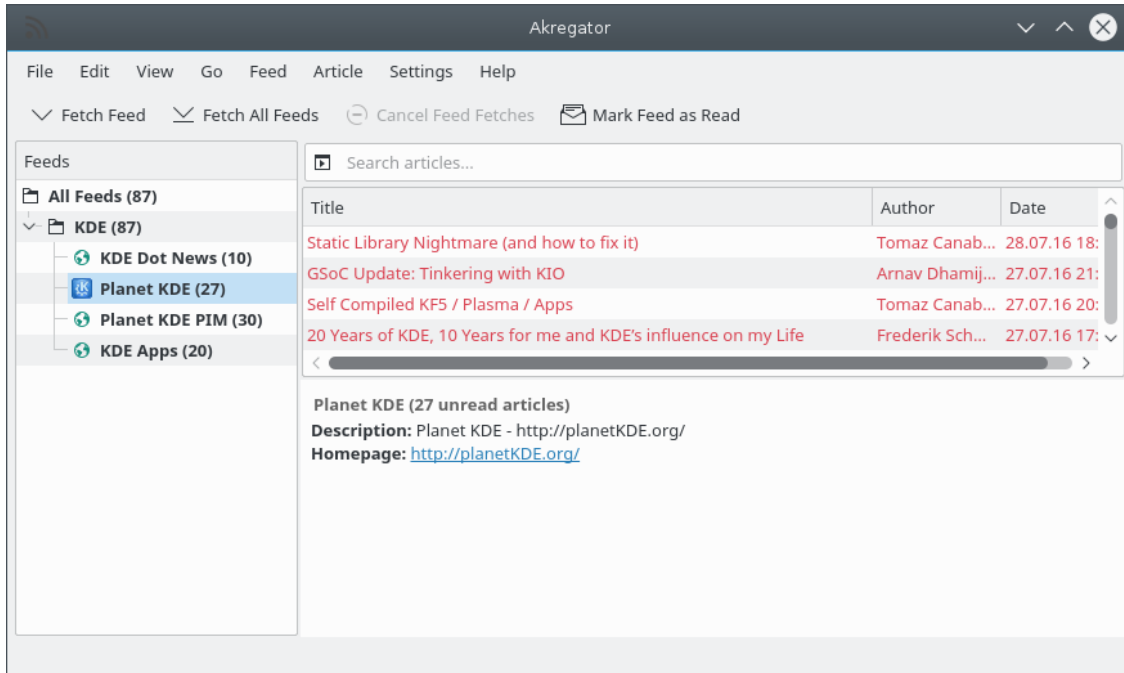 Akregator
File Edit View Go Feed Article Settings Help
Fetch Feed Fetch All Feeds Cancel Feed Fetches Mark Feed as Read
Feeds
All Feeds (87)
KDE (87)
KDE Dot News (10)
Planet KDE (27)
Planet KDE PIM (30)
KDE Apps (20)
Search articles...
Title Author Date
Static Library Nightmare (and how to fix it) Tomaz Canab... 28.07.16 18:
GSoC Update: Tinkering with KIO Arnav Dhamij... 27.07.16 21:
Self Compiled KF5 / Plasma / Apps Tomaz Canab... 27.07.16 20:
20 Years of KDE, 10 Years for me and KDE’s influence on my Life Frederik Sch... 27.07.16 17:
Planet KDE (27 unread articles)
Description: Planet KDE - http://planetKDE.org/
Homepage: http://planetKDE.org/